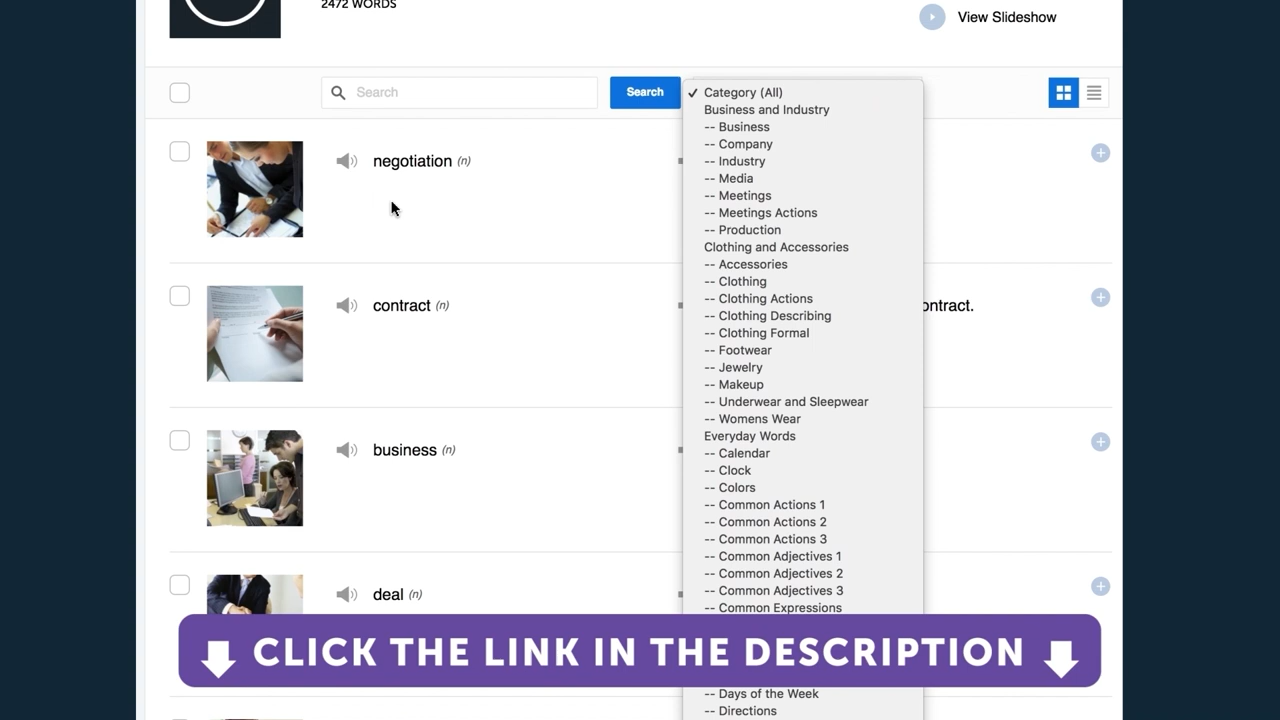 2472 WORDS
View Slideshow
Search
Search
✓ Category (All)
Business and Industry
-- Business
-- Company
-- Industry
-- Media
-- Meetings
-- Meetings Actions
-- Production
Clothing and Accessories
-- Accessories
-- Clothing
-- Clothing Actions
-- Clothing Describing
-- Clothing Formal
-- Footwear
-- Jewelry
-- Makeup
-- Underwear and Sleepwear
-- Womens Wear
Everyday Words
-- Calendar
-- Clock
-- Colors
-- Common Actions 1
-- Common Actions 2
-- Common Actions 3
-- Common Adjectives 1
-- Common Adjectives 2
-- Common Adjectives 3
-- Common Expressions
-- Days of the Week
-- Directions
negotiation (n)
contract (n)
ontract.
business (n)
deal (n)
CLICK THE LINK IN THE DESCRIPTION